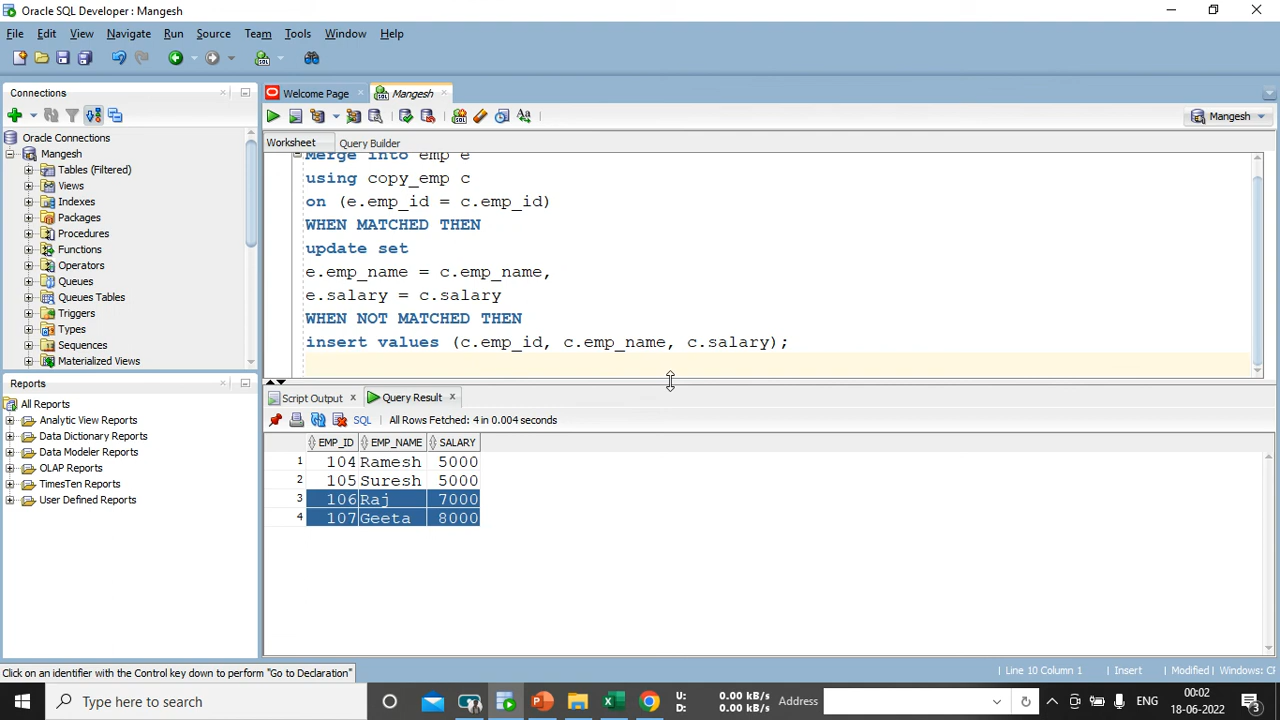 Oracle SQL Developer : Mangesh
File Edit View Navigate Run Source Team Tools Window Help
Connections
Oracle Connections
Mangesh
Tables (Filtered)
Views
Indexes
Packages
Procedures
Functions
Operators
Queues
Queues Tables
Triggers
Types
Sequences
Materialized Views
Reports
All Reports
Analytic View Reports
Data Dictionary Reports
Data Modeler Reports
OLAP Reports
TimesTen Reports
User Defined Reports
Welcome Page Mangesh
SQL Mangesh
Worksheet Query Builder
Merge into emp e
using copy_emp c
on (e.emp_id = c.emp_id)
WHEN MATCHED THEN
update set
e.emp_name = c.emp_name,
e.salary = c.salary
WHEN NOT MATCHED THEN
insert values (c.emp_id, c.emp_name, c.salary);
Script Output Query Result
SQL All Rows Fetched: 4 in 0.004 seconds
EMP_ID EMP_NAME SALARY
1 104 Ramesh 5000
2 105 Suresh 5000
3 106 Raj 7000
4 107 Geeta 8000
Click on an identifier with the Control key down to perform "Go to Declaration"
Line 10 Column 1 Insert Modified Windows: CF
Type here to search
U: 0.00 kB/s
D: 0.00 kB/s
Address
ENG
00:02
18-06-2022
3